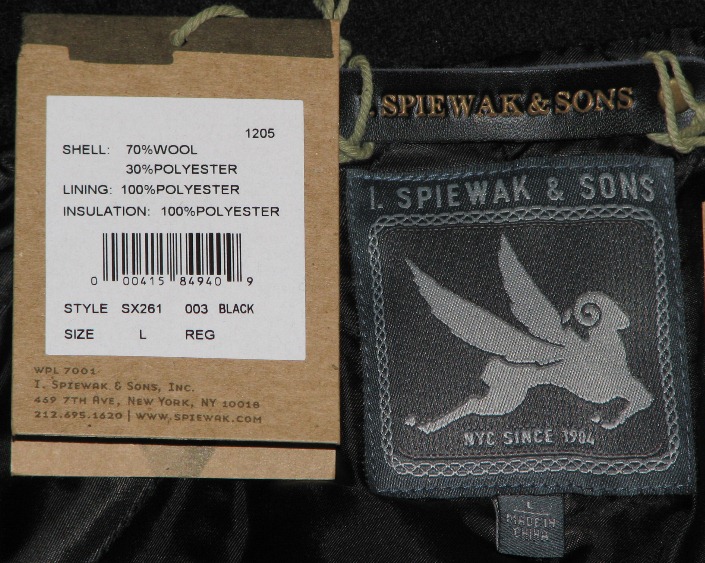 1205
SHELL: 70%WOOL
30%POLYESTER
LINING: 100%POLYESTER
INSULATION: 100%POLYESTER
0 00415 84940 9
STYLE SX261 003 BLACK
SIZE L REG
WPL 7001
I. SPIEWAK & SONS, INC.
469 7TH AVE, NEW YORK, NY 10018
212.695.1620 | WWW.SPIEWAK.COM
I. SPIEWAK & SONS
I. SPIEWAK & SONS
NYC SINCE 1904
L
MADE IN
CHINA